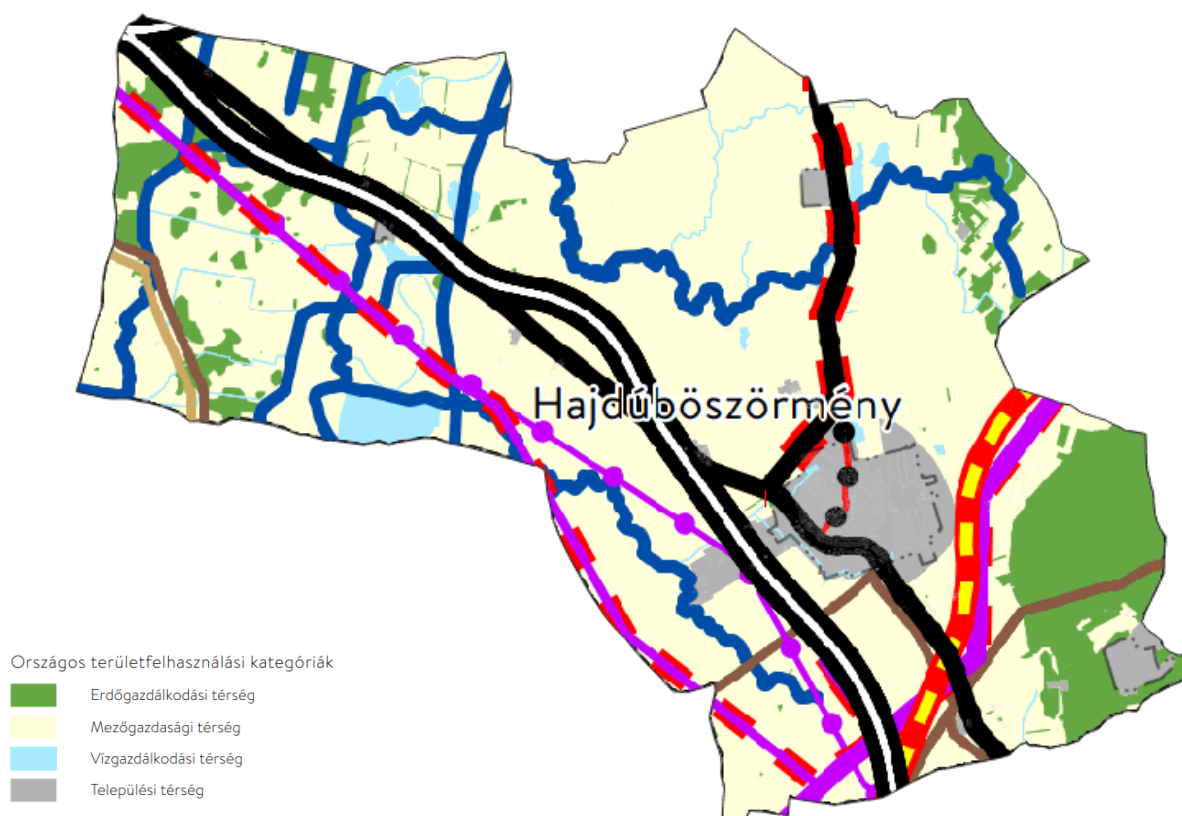 Hajdúböszörmény
Országos területfelhasználási kategóriák
Erdőgazdálkodási térség
Mezőgazdasági térség
Vízgazdálkodási térség
Települési térség